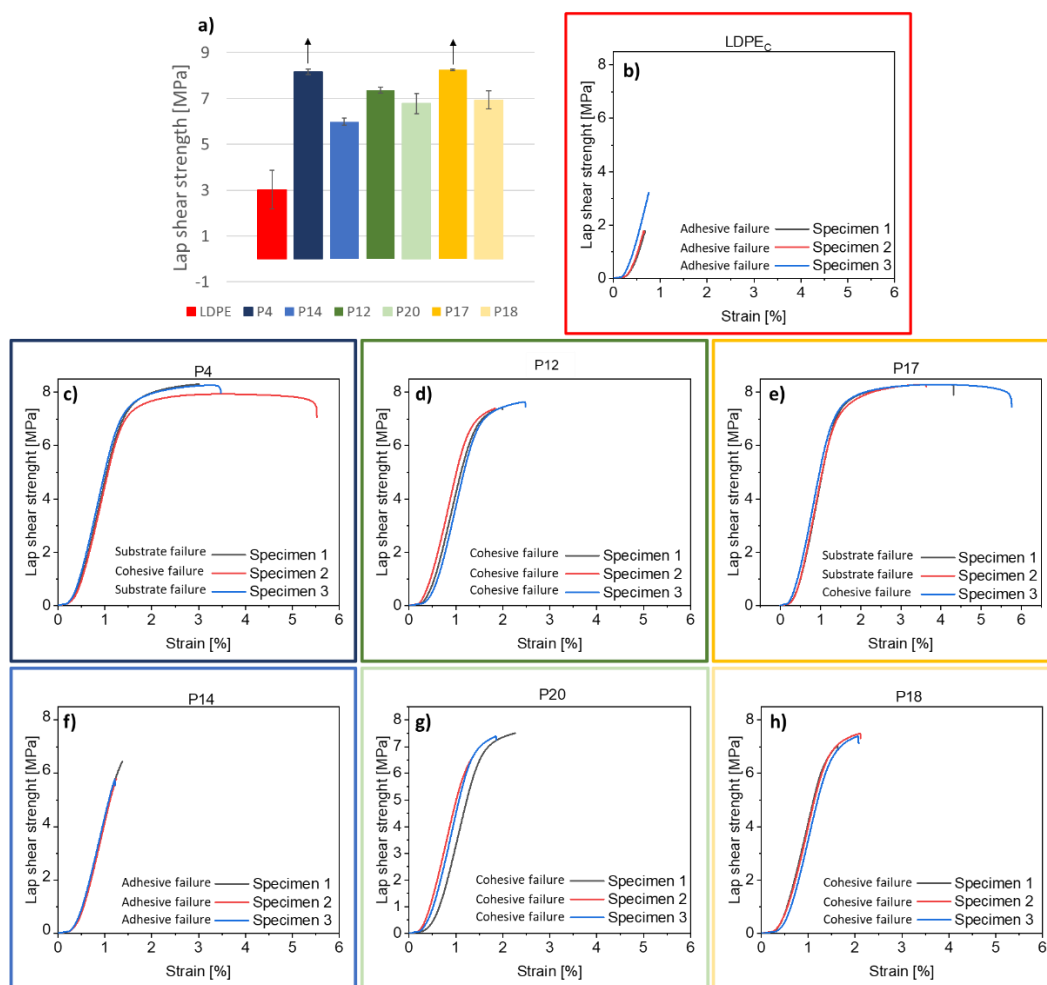 a)
Lap shear strength [MPa]
9
7
5
3
1
-1
LDPE P4 P14 P12 P20 P17 P18
LDPEC
b)
Lap shear strenght [MPa]
8
6
4
2
0
Adhesive failure Specimen 1
Adhesive failure Specimen 2
Adhesive failure Specimen 3
0 1 2 3 4 5 6
Strain [%]
P4
c)
Lap shear strenght [MPa]
8
6
4
2
0
Substrate failure Specimen 1
Cohesive failure Specimen 2
Substrate failure Specimen 3
0 1 2 3 4 5 6
Strain [%]
P12
d)
Lap shear strenght [MPa]
8
6
4
2
0
Cohesive failure Specimen 1
Cohesive failure Specimen 2
Cohesive failure Specimen 3
0 1 2 3 4 5 6
Strain [%]
P17
e)
Lap shear strenght [MPa]
8
6
4
2
0
Substrate failure Specimen 1
Substrate failure Specimen 2
Cohesive failure Specimen 3
0 1 2 3 4 5 6
Strain [%]
P14
f)
Lap shear strenght [MPa]
8
6
4
2
0
Adhesive failure Specimen 1
Adhesive failure Specimen 2
Adhesive failure Specimen 3
0 1 2 3 4 5 6
Strain [%]
P20
g)
Lap shear strenght [MPa]
8
7
6
5
4
3
2
1
0
Cohesive failure Specimen 1
Cohesive failure Specimen 2
Cohesive failure Specimen 3
0 1 2 3 4 5 6
Strain [%]
P18
h)
Lap shear strenght [MPa]
8
6
4
2
0
Cohesive failure Specimen 1
Cohesive failure Specimen 2
Cohesive failure Specimen 3
0 1 2 3 4 5 6
Strain [%]